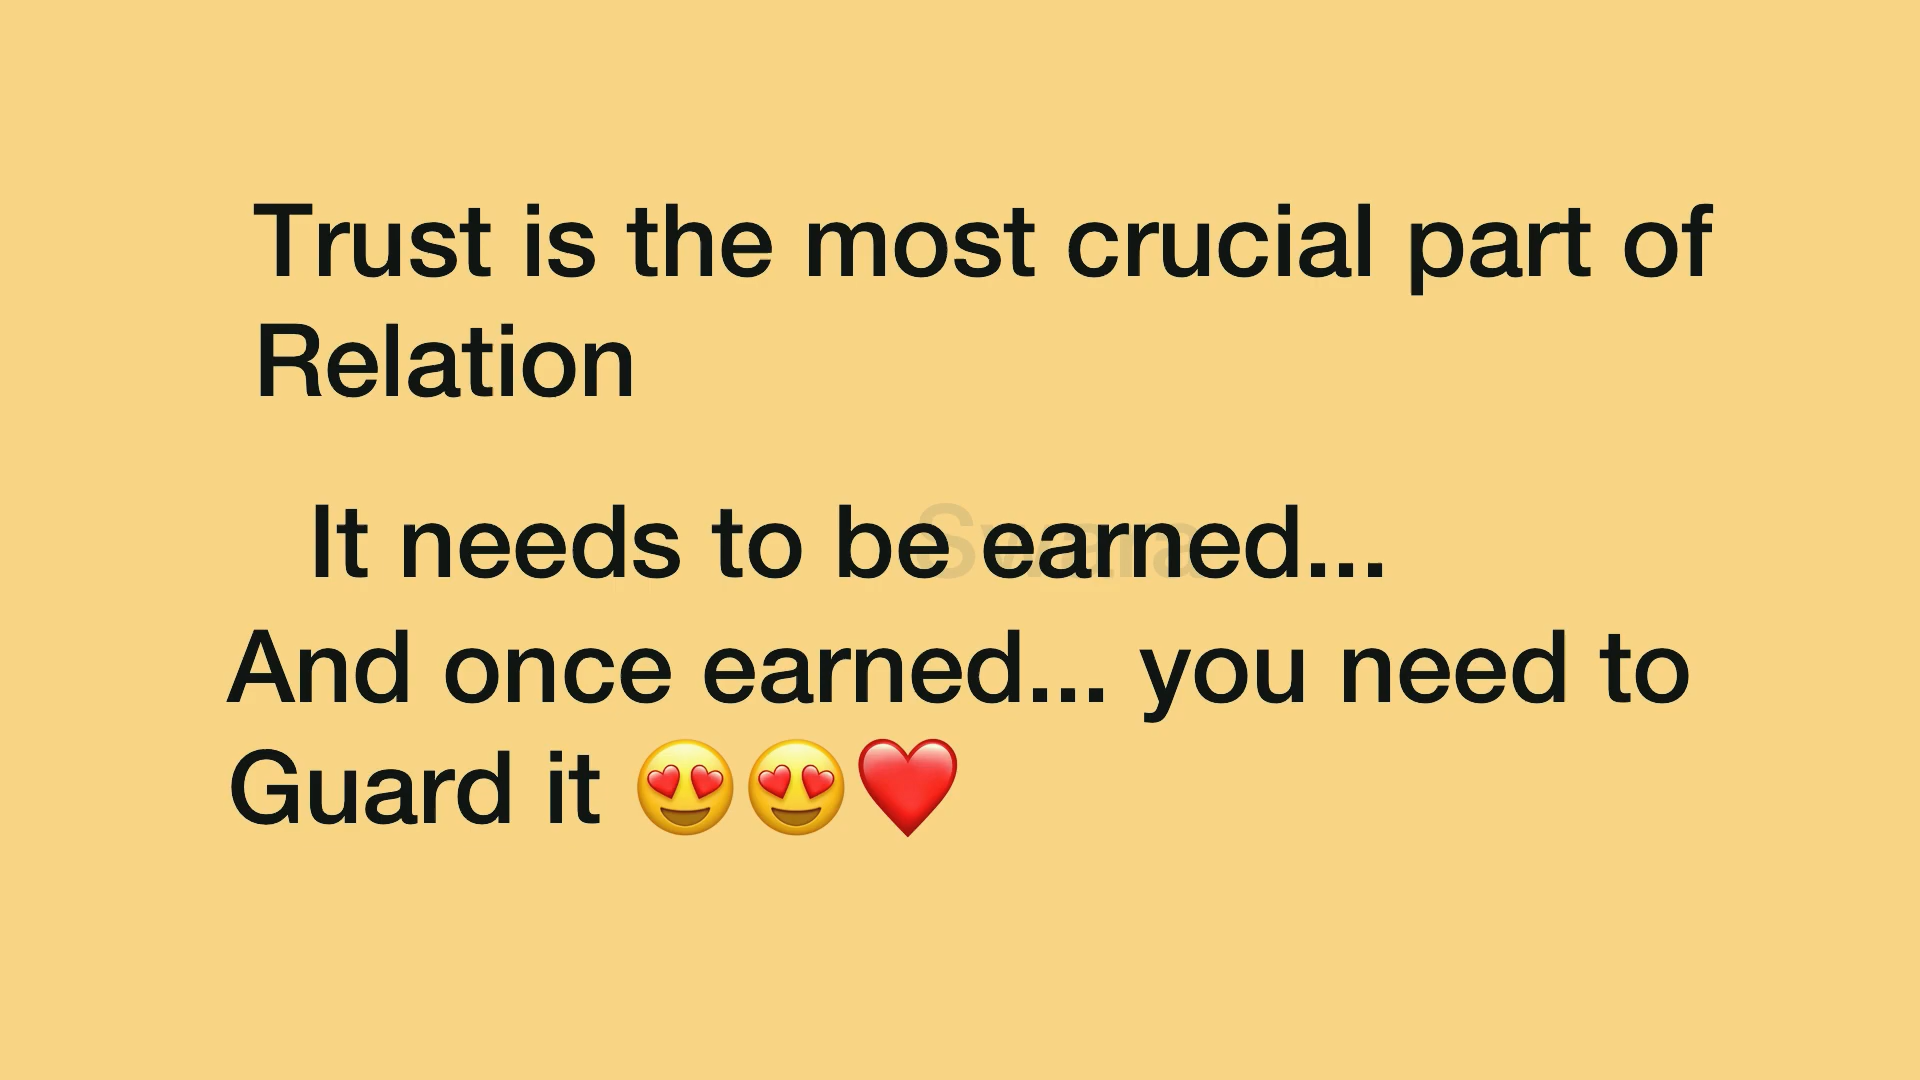 Trust is the most crucial part of
Relation
It needs to be earned...
Swara
And once earned... you need to
Guard it 😍😍❤️